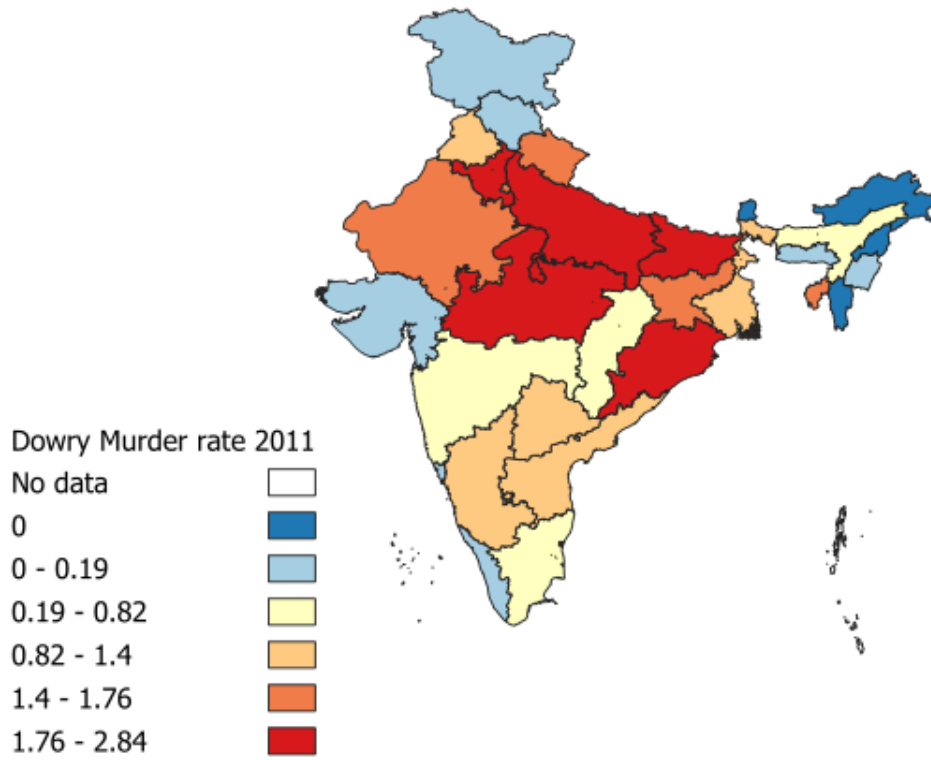 Dowry Murder rate 2011
No data
0
0 - 0.19
0.19 - 0.82
0.82 - 1.4
1.4 - 1.76
1.76 - 2.84